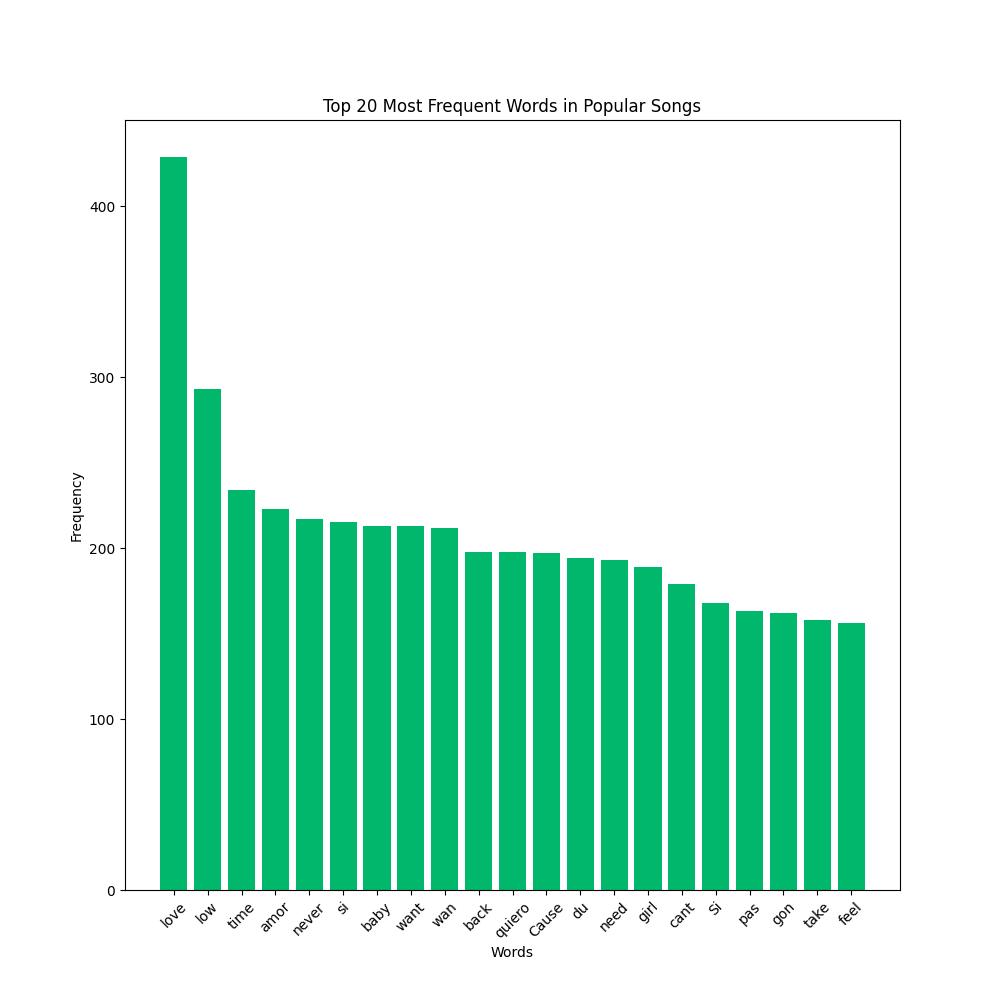 Top 20 Most Frequent Words in Popular Songs
Frequency
400
300
200
100
0
love low time amor never si baby want wan back quiero Cause du need girl cant Si pas gon take feel
Words